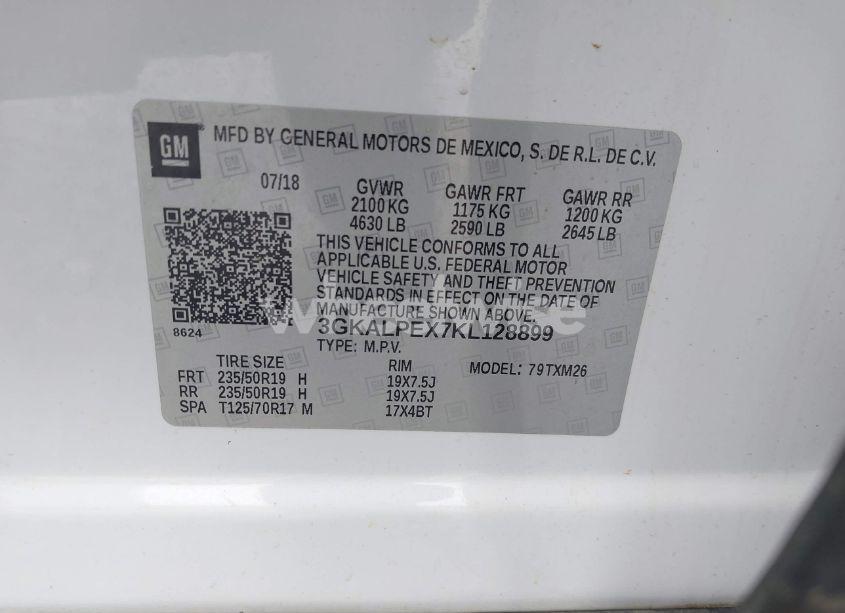 GM
MFD BY GENERAL MOTORS DE MEXICO, S. DE R.L. DE C.V.
07/18 GVWR GAWR FRT GAWR RR
2100 KG 1175 KG 1200 KG
4630 LB 2590 LB 2645 LB
THIS VEHICLE CONFORMS TO ALL
APPLICABLE U.S. FEDERAL MOTOR
VEHICLE SAFETY AND THEFT PREVENTION
STANDARDS IN EFFECT ON THE DATE OF
MANUFACTURE SHOWN ABOVE.
8624 3GKALPEX7KL128899
TYPE: M.P.V.
TIRE SIZE RIM MODEL: 79TXM26
FRT 235/50R19 H 19X7.5J
RR 235/50R19 H 19X7.5J
SPA T125/70R17 M 17X4BT